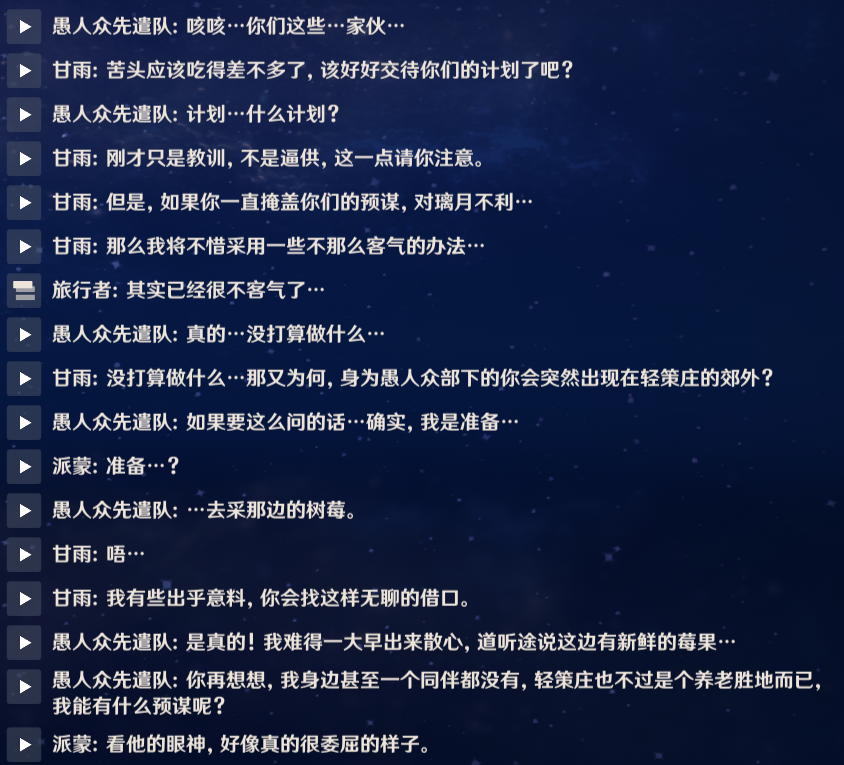 愚人众先遣队: 咳咳…你们这些…家伙…
甘雨: 苦头应该吃得差不多了, 该好好交待你们的计划了吧?
愚人众先遣队: 计划…什么计划?
甘雨: 刚才只是教训, 不是逼供, 这一点请你注意。
甘雨: 但是, 如果你一直掩盖你们的预谋, 对璃月不利…
甘雨: 那么我将不惜采用一些不那么客气的办法…
旅行者: 其实已经很不客气了…
愚人众先遣队: 真的…没打算做什么…
甘雨: 没打算做什么…那又为何, 身为愚人众部下的你会突然出现在轻策庄的郊外?
愚人众先遣队: 如果要这么问的话…确实, 我是准备…
派蒙: 准备…?
愚人众先遣队: …去采那边的树莓。
甘雨: 唔…
甘雨: 我有些出乎意料, 你会找这样无聊的借口。
愚人众先遣队: 是真的! 我难得一大早出来散心, 道听途说这边有新鲜的莓果…
愚人众先遣队: 你再想想, 我身边甚至一个同伴都没有, 轻策庄也不过是个养老胜地而已,
我能有什么预谋呢?
派蒙: 看他的眼神, 好像真的很委屈的样子。